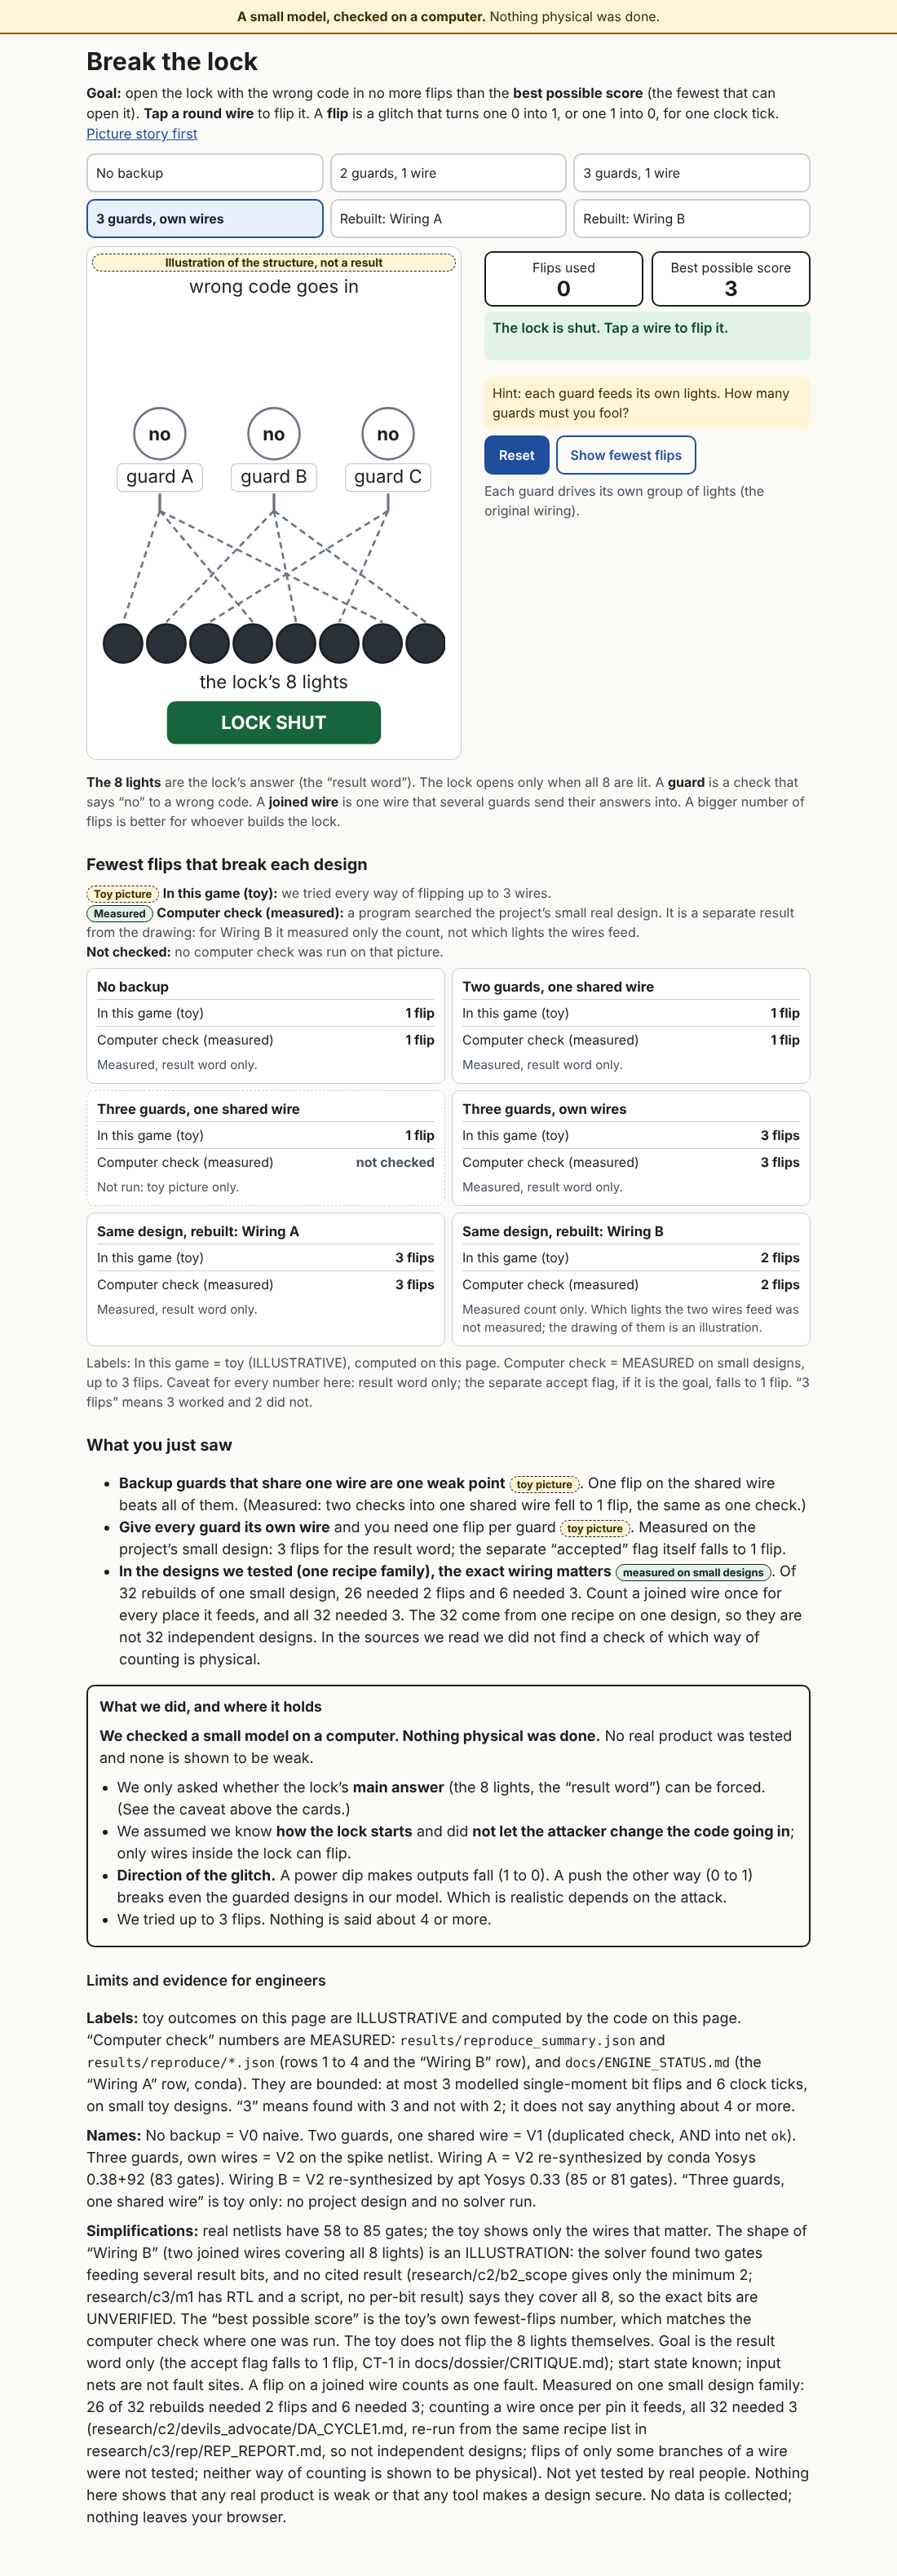 A small model, checked on a computer. Nothing physical was done.
Break the lock
Goal: open the lock with the wrong code in no more flips than the best possible score (the fewest that can
open it). Tap a round wire to flip it. A flip is a glitch that turns one 0 into 1, or one 1 into 0, for one clock tick.
Picture story first
No backup
2 guards, 1 wire
3 guards, 1 wire
3 guards, own wires
Rebuilt: Wiring A
Rebuilt: Wiring B
Illustration of the structure, not a result
wrong code goes in
no
no
no
guard A
guard B
guard C
the lock’s 8 lights
LOCK SHUT
Flips used
0
Best possible score
3
The lock is shut. Tap a wire to flip it.
Hint: each guard feeds its own lights. How many
guards must you fool?
Reset
Show fewest flips
Each guard drives its own group of lights (the
original wiring).
The 8 lights are the lock’s answer (the “result word”). The lock opens only when all 8 are lit. A guard is a check that
says “no” to a wrong code. A joined wire is one wire that several guards send their answers into. A bigger number of
flips is better for whoever builds the lock.
Fewest flips that break each design
Toy picture In this game (toy): we tried every way of flipping up to 3 wires.
Measured Computer check (measured): a program searched the project’s small real design. It is a separate result
from the drawing: for Wiring B it measured only the count, not which lights the wires feed.
Not checked: no computer check was run on that picture.
No backup
In this game (toy) 1 flip
Computer check (measured) 1 flip
Measured, result word only.
Two guards, one shared wire
In this game (toy) 1 flip
Computer check (measured) 1 flip
Measured, result word only.
Three guards, one shared wire
In this game (toy) 1 flip
Computer check (measured) not checked
Not run: toy picture only.
Three guards, own wires
In this game (toy) 3 flips
Computer check (measured) 3 flips
Measured, result word only.
Same design, rebuilt: Wiring A
In this game (toy) 3 flips
Computer check (measured) 3 flips
Measured, result word only.
Same design, rebuilt: Wiring B
In this game (toy) 2 flips
Computer check (measured) 2 flips
Measured count only. Which lights the two wires feed was
not measured; the drawing of them is an illustration.
Labels: In this game = toy (ILLUSTRATIVE), computed on this page. Computer check = MEASURED on small designs,
up to 3 flips. Caveat for every number here: result word only; the separate accept flag, if it is the goal, falls to 1 flip. “3
flips” means 3 worked and 2 did not.
What you just saw
• Backup guards that share one wire are one weak point toy picture. One flip on the shared wire
beats all of them. (Measured: two checks into one shared wire fell to 1 flip, the same as one check.)
• Give every guard its own wire and you need one flip per guard toy picture. Measured on the
project’s small design: 3 flips for the result word; the separate “accepted” flag itself falls to 1 flip.
• In the designs we tested (one recipe family), the exact wiring matters measured on small designs. Of
32 rebuilds of one small design, 26 needed 2 flips and 6 needed 3. Count a joined wire once for
every place it feeds, and all 32 needed 3. The 32 come from one recipe on one design, so they are
not 32 independent designs. In the sources we read we did not find a check of which way of
counting is physical.
What we did, and where it holds
We checked a small model on a computer. Nothing physical was done. No real product was tested
and none is shown to be weak.
• We only asked whether the lock’s main answer (the 8 lights, the “result word”) can be forced.
(See the caveat above the cards.)
• We assumed we know how the lock starts and did not let the attacker change the code going in;
only wires inside the lock can flip.
• Direction of the glitch. A power dip makes outputs fall (1 to 0). A push the other way (0 to 1)
breaks even the guarded designs in our model. Which is realistic depends on the attack.
• We tried up to 3 flips. Nothing is said about 4 or more.
Limits and evidence for engineers
Labels: toy outcomes on this page are ILLUSTRATIVE and computed by the code on this page.
“Computer check” numbers are MEASURED: results/reproduce_summary.json and
results/reproduce/*.json (rows 1 to 4 and the “Wiring B” row), and docs/ENGINE_STATUS.md (the
“Wiring A” row, conda). They are bounded: at most 3 modelled single-moment bit flips and 6 clock ticks,
on small toy designs. “3” means found with 3 and not with 2; it does not say anything about 4 or more.
Names: No backup = V0 naive. Two guards, one shared wire = V1 (duplicated check, AND into net ok).
Three guards, own wires = V2 on the spike netlist. Wiring A = V2 re-synthesized by conda Yosys
0.38+92 (83 gates). Wiring B = V2 re-synthesized by apt Yosys 0.33 (85 or 81 gates). “Three guards,
one shared wire” is toy only: no project design and no solver run.
Simplifications: real netlists have 58 to 85 gates; the toy shows only the wires that matter. The shape of
“Wiring B” (two joined wires covering all 8 lights) is an ILLUSTRATION: the solver found two gates
feeding several result bits, and no cited result (research/c2/b2_scope gives only the minimum 2;
research/c3/m1 has RTL and a script, no per-bit result) says they cover all 8, so the exact bits are
UNVERIFIED. The “best possible score” is the toy’s own fewest-flips number, which matches the
computer check where one was run. The toy does not flip the 8 lights themselves. Goal is the result
word only (the accept flag falls to 1 flip, CT-1 in docs/dossier/CRITIQUE.md); start state known; input
nets are not fault sites. A flip on a joined wire counts as one fault. Measured on one small design family:
26 of 32 rebuilds needed 2 flips and 6 needed 3; counting a wire once per pin it feeds, all 32 needed 3
(research/c2/devils_advocate/DA_CYCLE1.md, re-run from the same recipe list in
research/c3/rep/REP_REPORT.md, so not independent designs; flips of only some branches of a wire
were not tested; neither way of counting is shown to be physical). Not yet tested by real people. Nothing
here shows that any real product is weak or that any tool makes a design secure. No data is collected;
nothing leaves your browser.